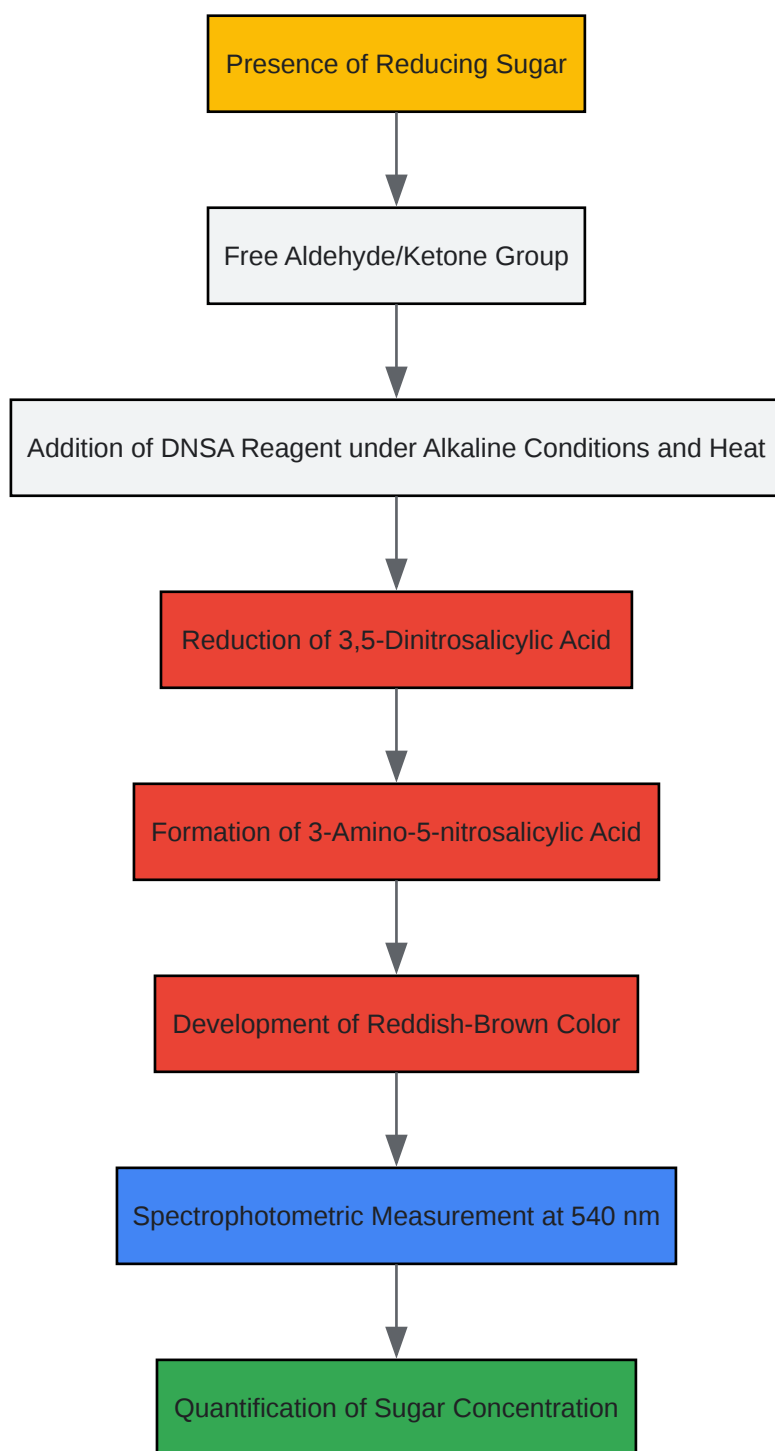 Presence of Reducing Sugar
Free Aldehyde/Ketone Group
Addition of DNSA Reagent under Alkaline Conditions and Heat
Reduction of 3,5-Dinitrosalicylic Acid
Formation of 3-Amino-5-nitrosalicylic Acid
Development of Reddish-Brown Color
Spectrophotometric Measurement at 540 nm
Quantification of Sugar Concentration